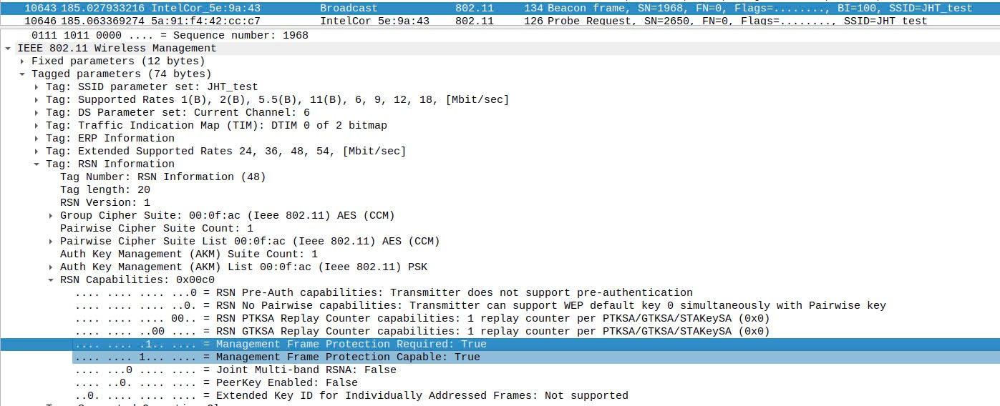 10643 185.027933216 IntelCor_5e:9a:43 Broadcast 802.11 134 Beacon frame, SN=1968, FN=0, Flags=........, BI=100, SSID=JHT_test
10646 185.063369274 5a:91:f4:42:cc:c7 IntelCor_5e:9a:43 802.11 126 Probe Request, SN=2650, FN=0, Flags=........, SSID=JHT_test
0111 1011 0000 .... = Sequence number: 1968
IEEE 802.11 Wireless Management
Fixed parameters (12 bytes)
Tagged parameters (74 bytes)
Tag: SSID parameter set: JHT_test
Tag: Supported Rates 1(B), 2(B), 5.5(B), 11(B), 6, 9, 12, 18, [Mbit/sec]
Tag: DS Parameter set: Current Channel: 6
Tag: Traffic Indication Map (TIM): DTIM 0 of 2 bitmap
Tag: ERP Information
Tag: Extended Supported Rates 24, 36, 48, 54, [Mbit/sec]
Tag: RSN Information
Tag Number: RSN Information (48)
Tag length: 20
RSN Version: 1
Group Cipher Suite: 00:0f:ac (Ieee 802.11) AES (CCM)
Pairwise Cipher Suite Count: 1
Pairwise Cipher Suite List 00:0f:ac (Ieee 802.11) AES (CCM)
Auth Key Management (AKM) Suite Count: 1
Auth Key Management (AKM) List 00:0f:ac (Ieee 802.11) PSK
RSN Capabilities: 0x00c0
.... .... .... ...0 = RSN Pre-Auth capabilities: Transmitter does not support pre-authentication
.... .... .... ..0. = RSN No Pairwise capabilities: Transmitter can support WEP default key 0 simultaneously with Pairwise key
.... .... .... 00.. = RSN PTKSA Replay Counter capabilities: 1 replay counter per PTKSA/GTKSA/STAKeySA (0x0)
.... .... ..00 .... = RSN GTKSA Replay Counter capabilities: 1 replay counter per PTKSA/GTKSA/STAKeySA (0x0)
.... .... .1.. .... = Management Frame Protection Required: True
.... .... 1... .... = Management Frame Protection Capable: True
.... ...0 .... .... = Joint Multi-band RSNA: False
.... ..0. .... .... = PeerKey Enabled: False
..0. .... .... .... = Extended Key ID for Individually Addressed Frames: Not supported